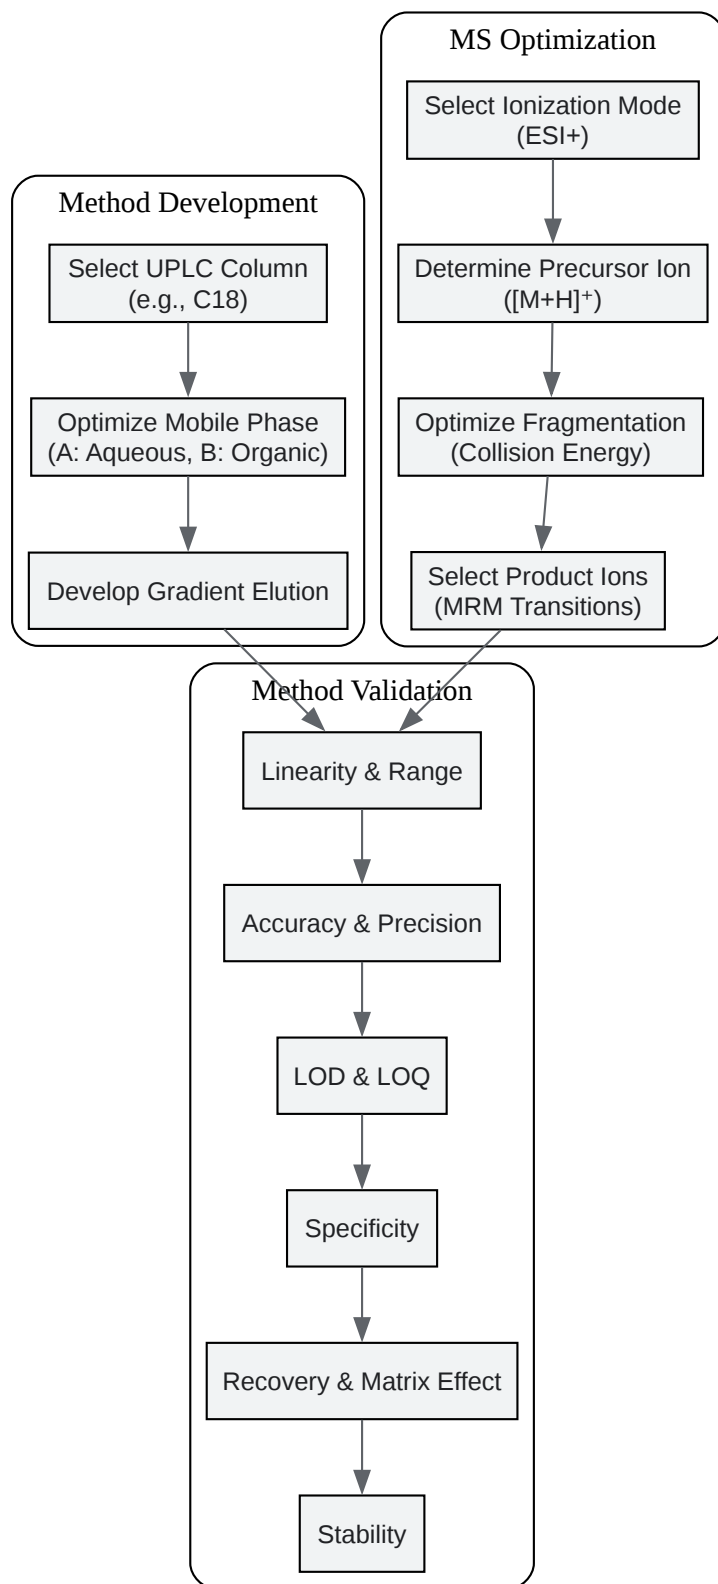 MS Optimization
Select Ionization Mode
(ESI+)
Determine Precursor Ion
([M+H]⁺)
Optimize Fragmentation
(Collision Energy)
Select Product Ions
(MRM Transitions)
Method Development
Select UPLC Column
(e.g., C18)
Optimize Mobile Phase
(A: Aqueous, B: Organic)
Develop Gradient Elution
Method Validation
Linearity & Range
Accuracy & Precision
LOD & LOQ
Specificity
Recovery & Matrix Effect
Stability